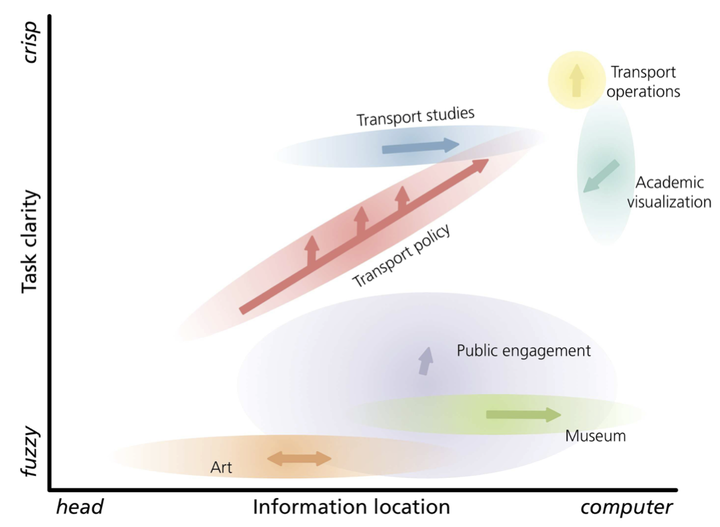 crisp
Transport
operations
Transport studies
Academic
visualization
Task clarity
Transport policy
Public engagement
Museum
fuzzy
Art
head
Information location
computer